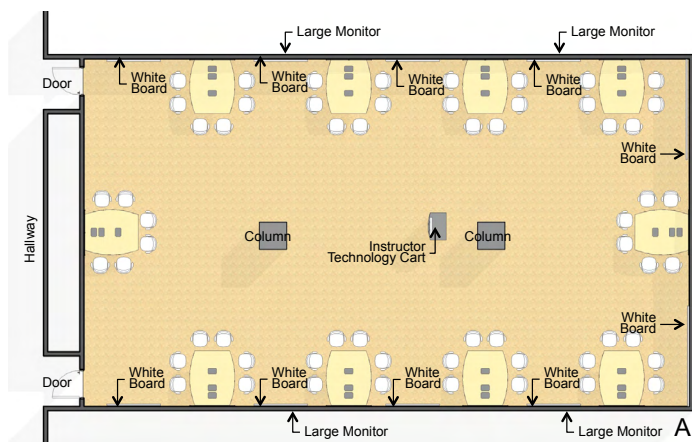 Large Monitor
Large Monitor
Door
White
Board
White
Board
White
Board
White
Board
White
Board
Hallway
Column
Instructor
Technology Cart
Column
White
Board
Door
White
Board
White
Board
White
Board
White
Board
Large Monitor
Large Monitor
A